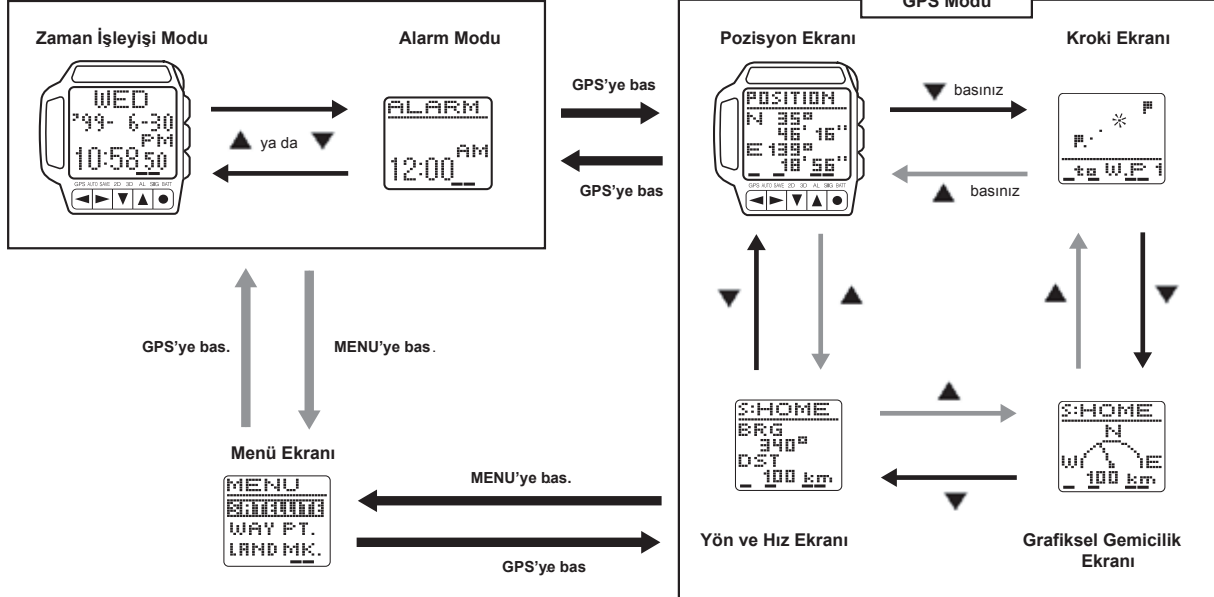 GPS Modu
Zaman İşleyişi Modu
Alarm Modu
WED
'99- 6-30
PM
10:58 50
GPS AUTO SAVE 2D 3D AL SIG BATT
▲ ya da ▼
ALARM
AM
12:00
GPS'ye bas
GPS'ye bas
Pozisyon Ekranı
Kroki Ekranı
POSITION
N 35°
46' 16"
E 139°
18' 56"
GPS AUTO SAVE 2D 3D AL SIG BATT
▼ basınız
▲ basınız
to W.P 1
GPS'ye bas.
MENU'ye bas.
Menü Ekranı
MENU
SATELLITE
WAY PT.
LAND MK.
MENU'ye bas.
GPS'ye bas
S:HOME
BRG
340°
DST
100 km
Yön ve Hız Ekranı
S:HOME
N
W E
100 km
Grafiksel Gemicilik
Ekranı